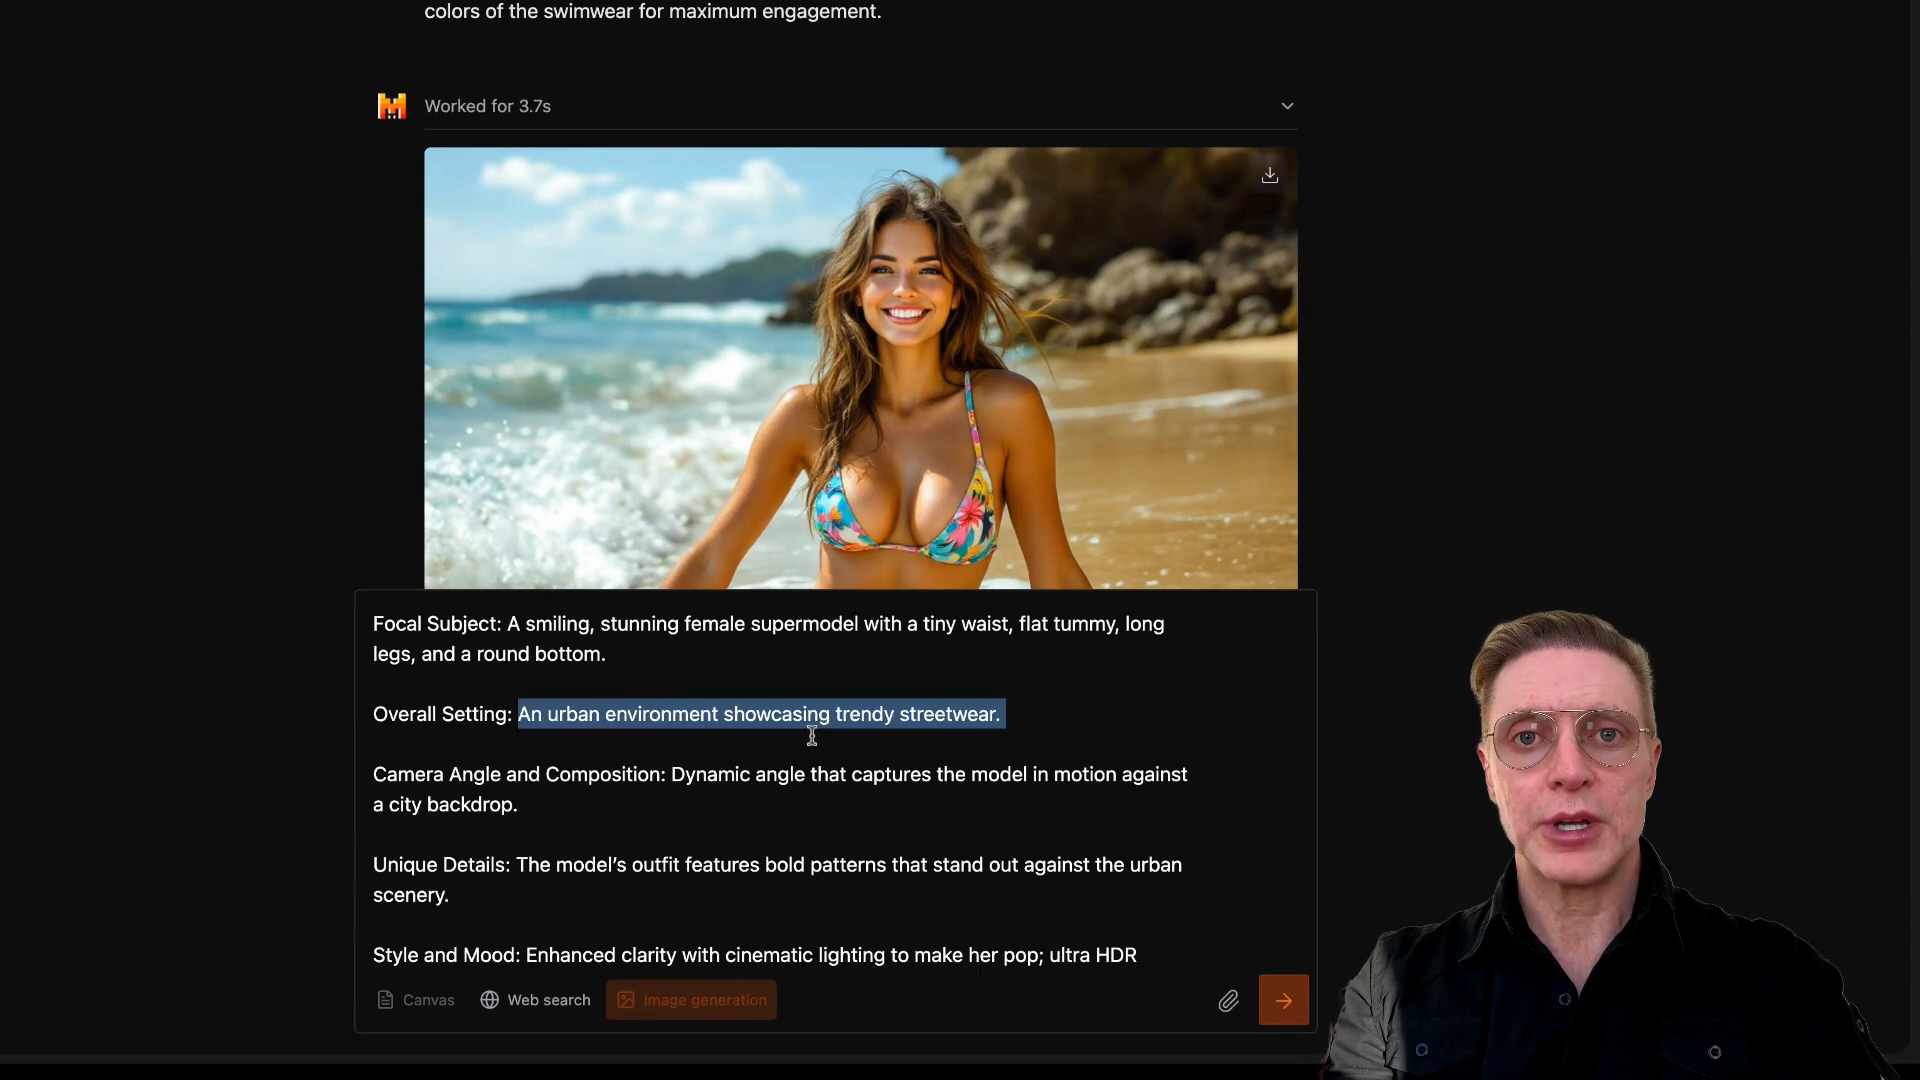 colors of the swimwear for maximum engagement.
Worked for 3.7s
Focal Subject: A smiling, stunning female supermodel with a tiny waist, flat tummy, long
legs, and a round bottom.
Overall Setting: An urban environment showcasing trendy streetwear.
Camera Angle and Composition: Dynamic angle that captures the model in motion against
a city backdrop.
Unique Details: The model’s outfit features bold patterns that stand out against the urban
scenery.
Style and Mood: Enhanced clarity with cinematic lighting to make her pop; ultra HDR
Canvas Web search Image generation